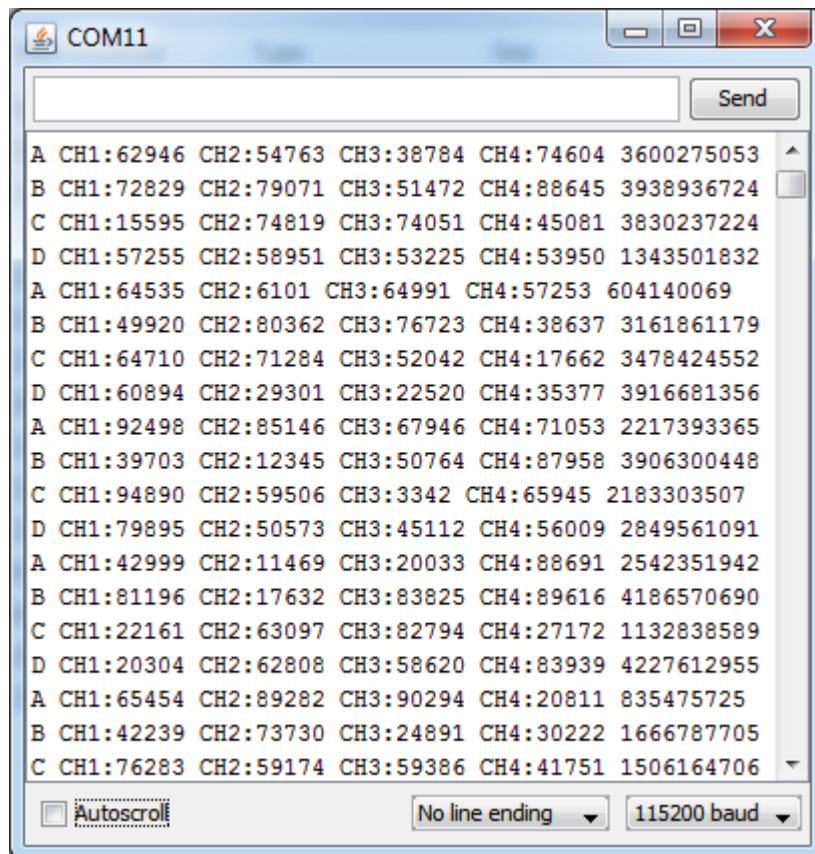 COM11
Send
A CH1:62946 CH2:54763 CH3:38784 CH4:74604 3600275053
B CH1:72829 CH2:79071 CH3:51472 CH4:88645 3938936724
C CH1:15595 CH2:74819 CH3:74051 CH4:45081 3830237224
D CH1:57255 CH2:58951 CH3:53225 CH4:53950 1343501832
A CH1:64535 CH2:6101 CH3:64991 CH4:57253 604140069
B CH1:49920 CH2:80362 CH3:76723 CH4:38637 3161861179
C CH1:64710 CH2:71284 CH3:52042 CH4:17662 3478424552
D CH1:60894 CH2:29301 CH3:22520 CH4:35377 3916681356
A CH1:92498 CH2:85146 CH3:67946 CH4:71053 2217393365
B CH1:39703 CH2:12345 CH3:50764 CH4:87958 3906300448
C CH1:94890 CH2:59506 CH3:3342 CH4:65945 2183303507
D CH1:79895 CH2:50573 CH3:45112 CH4:56009 2849561091
A CH1:42999 CH2:11469 CH3:20033 CH4:88691 2542351942
B CH1:81196 CH2:17632 CH3:83825 CH4:89616 4186570690
C CH1:22161 CH2:63097 CH3:82794 CH4:27172 1132838589
D CH1:20304 CH2:62808 CH3:58620 CH4:83939 4227612955
A CH1:65454 CH2:89282 CH3:90294 CH4:20811 835475725
B CH1:42239 CH2:73730 CH3:24891 CH4:30222 1666787705
C CH1:76283 CH2:59174 CH3:59386 CH4:41751 1506164706
Autoscroll No line ending 115200 baud